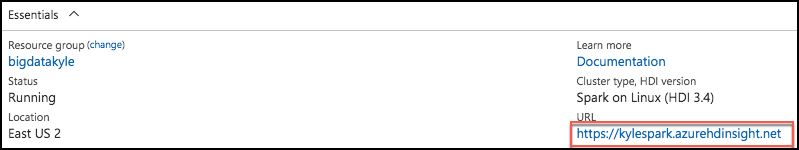 Essentials
Resource group (change)
bigdatakyle
Status
Running
Location
East US 2
Learn more
Documentation
Cluster type, HDI version
Spark on Linux (HDI 3.4)
URL
https://kylespark.azurehdinsight.net